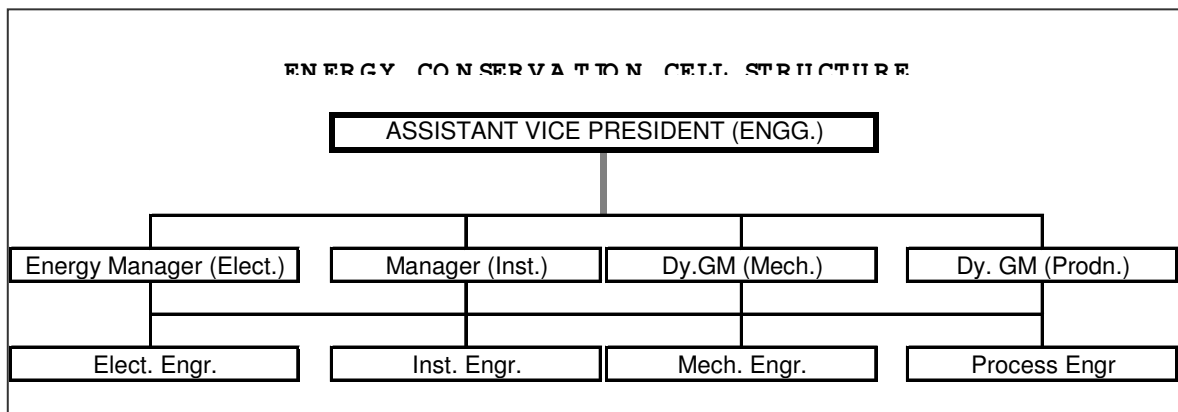 ENERGY CONSERVATION CELL STRUCTURE
ASSISTANT VICE PRESIDENT (ENGG.)
Energy Manager (Elect.) Manager (Inst.) Dy.GM (Mech.) Dy. GM (Prodn.)
Elect. Engr. Inst. Engr. Mech. Engr. Process Engr